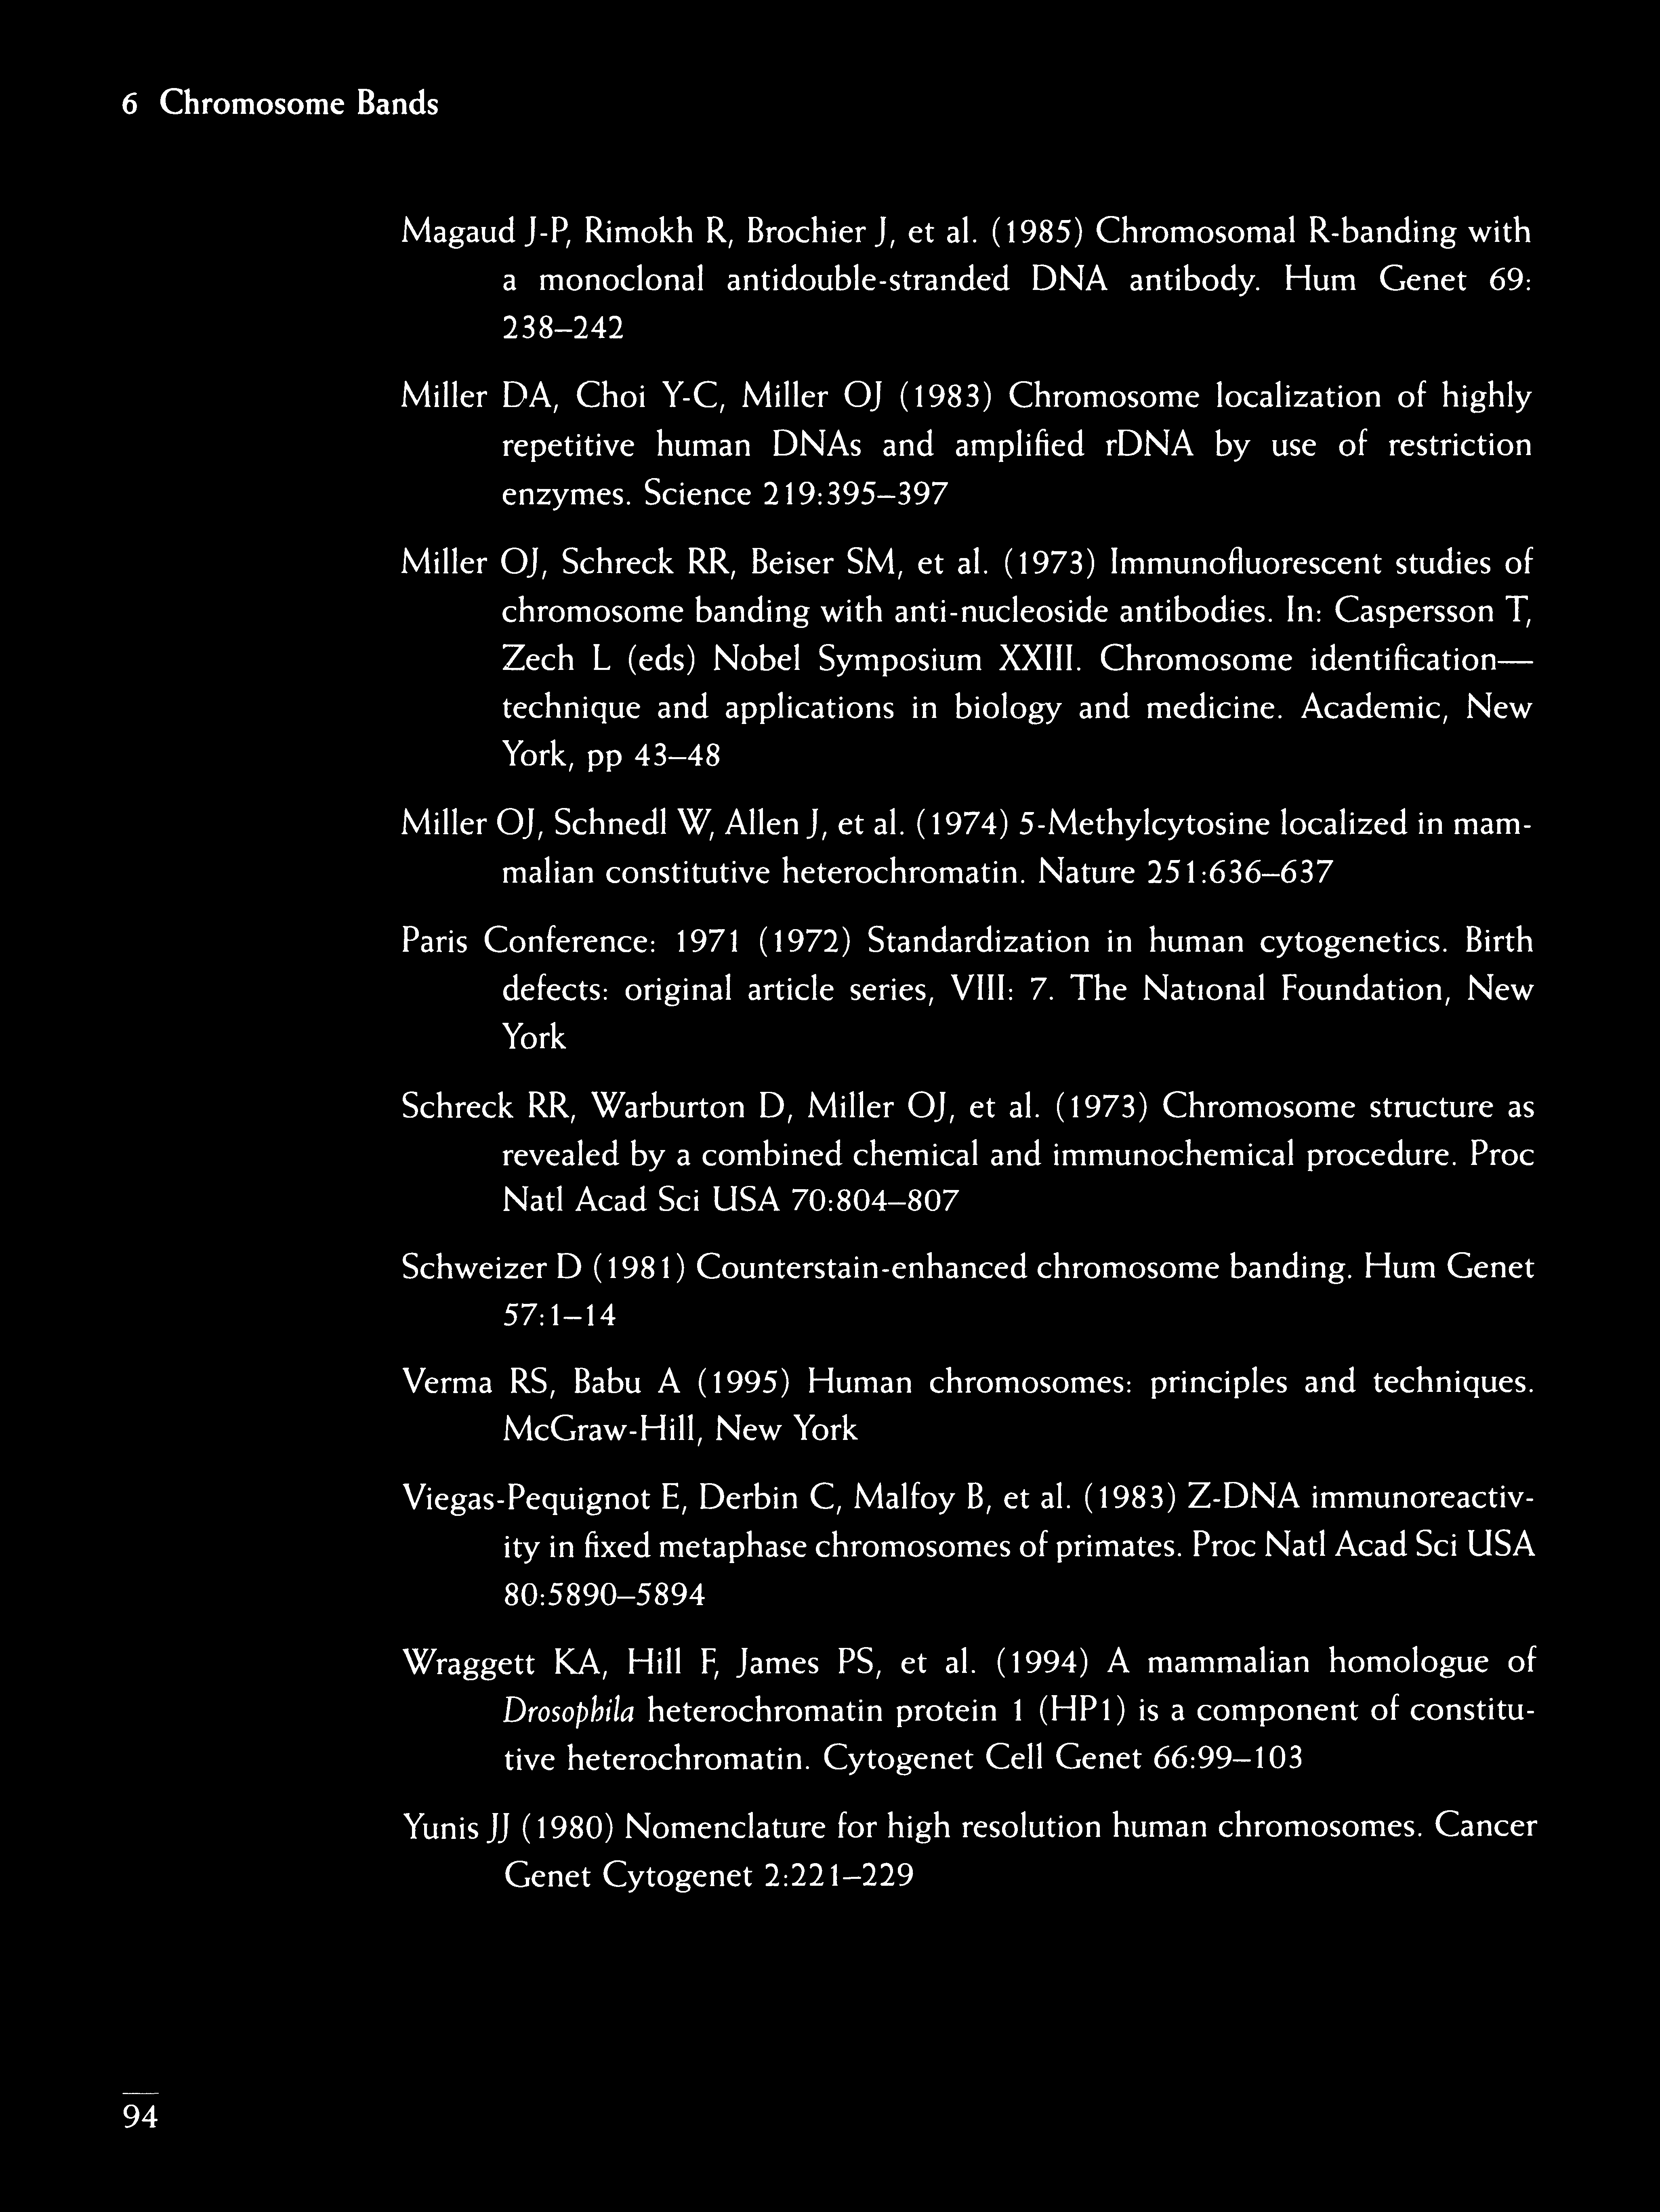 6 Chromosome Bands
Magaud J-P, Rimokh R, Brochier J, et al. (1985) Chromosomal R-banding with
a monoclonal antidouble-stranded DNA antibody. Hum Genet 69:
238–242
Miller DA, Choi Y-C, Miller OJ (1983) Chromosome localization of highly
repetitive human DNAs and amplified rDNA by use of restriction
enzymes. Science 219:395–397
Miller OJ, Schreck RR, Beiser SM, et al. (1973) Immunofluorescent studies of
chromosome banding with anti-nucleoside antibodies. In: Caspersson T,
Zech L (eds) Nobel Symposium XXIII. Chromosome identification—
technique and applications in biology and medicine. Academic, New
York, pp 43–48
Miller OJ, Schnedl W, Allen J, et al. (1974) 5-Methylcytosine localized in mam-
malian constitutive heterochromatin. Nature 251:636–637
Paris Conference: 1971 (1972) Standardization in human cytogenetics. Birth
defects: original article series, VIII: 7. The National Foundation, New
York
Schreck RR, Warburton D, Miller OJ, et al. (1973) Chromosome structure as
revealed by a combined chemical and immunochemical procedure. Proc
Natl Acad Sci USA 70:804–807
Schweizer D (1981) Counterstain-enhanced chromosome banding. Hum Genet
57:1–14
Verma RS, Babu A (1995) Human chromosomes: principles and techniques.
McGraw-Hill, New York
Viegas-Pequignot E, Derbin C, Malfoy B, et al. (1983) Z-DNA immunoreactiv-
ity in fixed metaphase chromosomes of primates. Proc Natl Acad Sci USA
80:5890–5894
Wraggett KA, Hill F, James PS, et al. (1994) A mammalian homologue of
Drosophila heterochromatin protein 1 (HP1) is a component of constitu-
tive heterochromatin. Cytogenet Cell Genet 66:99–103
Yunis JJ (1980) Nomenclature for high resolution human chromosomes. Cancer
Genet Cytogenet 2:221–229
94